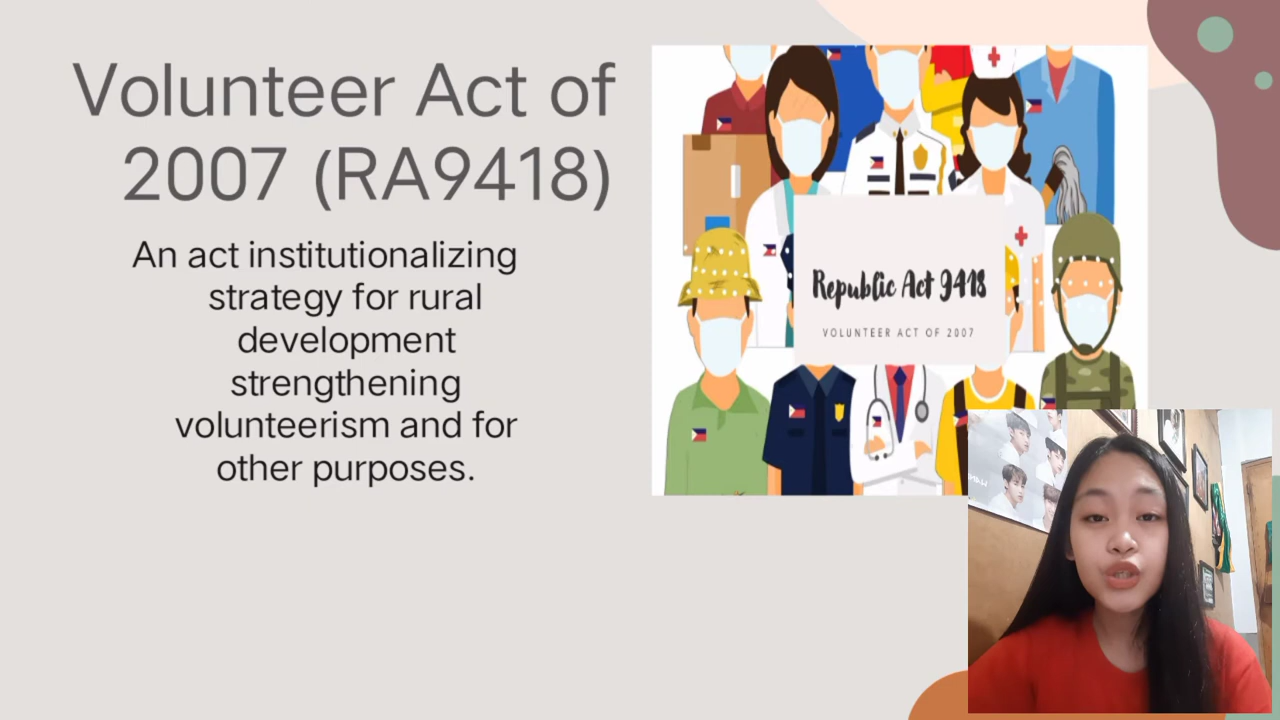 Volunteer Act of
2007 (RA9418)
An act institutionalizing
strategy for rural
development
strengthening
volunteerism and for
other purposes.
Republic Act 9418
VOLUNTEER ACT OF 2007